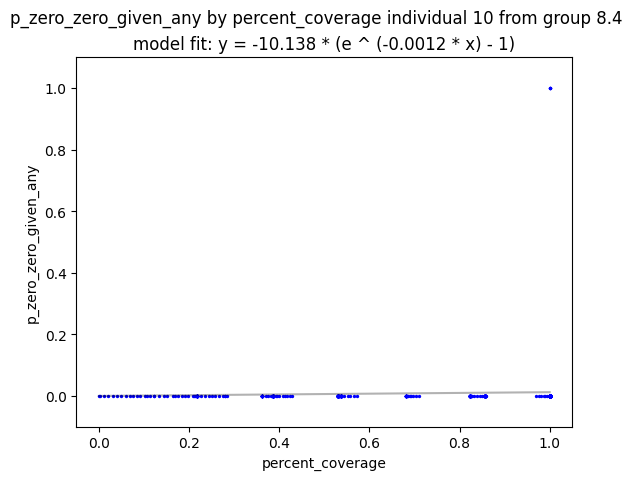 p_zero_zero_given_any by percent_coverage individual 10 from group 8.4
model fit: y = -10.138 * (e ^ (-0.0012 * x) - 1)
1.0
0.8
0.6
0.4
0.2
0.0
p_zero_zero_given_any
0.0 0.2 0.4 0.6 0.8 1.0
percent_coverage